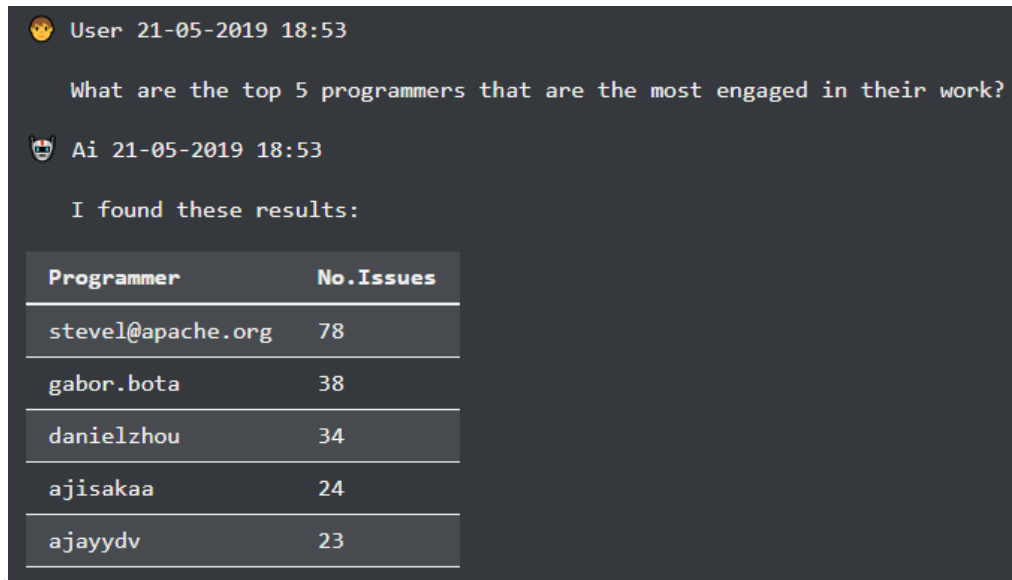 User 21-05-2019 18:53
What are the top 5 programmers that are the most engaged in their work?
Ai 21-05-2019 18:53
I found these results:
Programmer No.Issues
stevel@apache.org 78
gabor.bota 38
danielzhou 34
ajisakaa 24
ajayydv 23